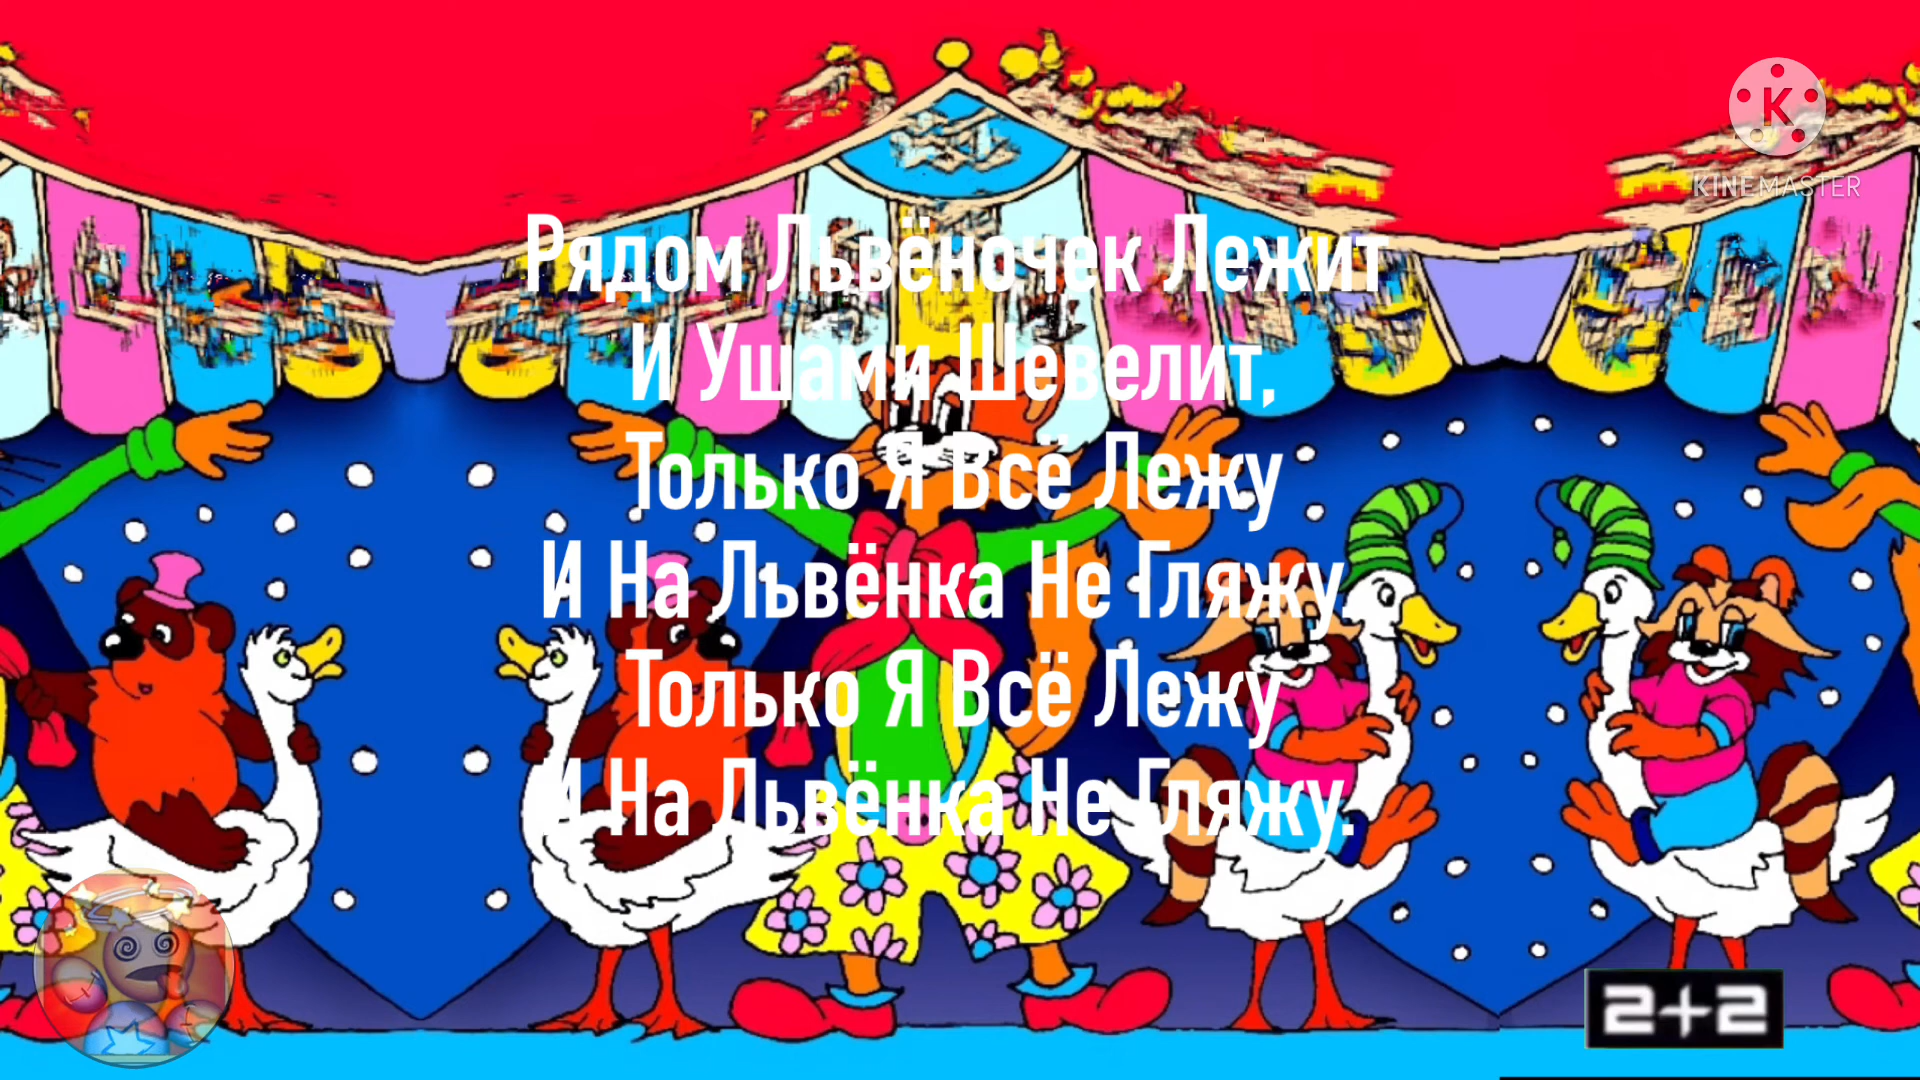 KINEMASTER
Рядом Львёночек Лежит
И Ушами Шевелит,
Только Я Всё Лежу
И На Львёнка Не Гляжу.
Только Я Всё Лежу
И На Львёнка Не Гляжу.
2+2